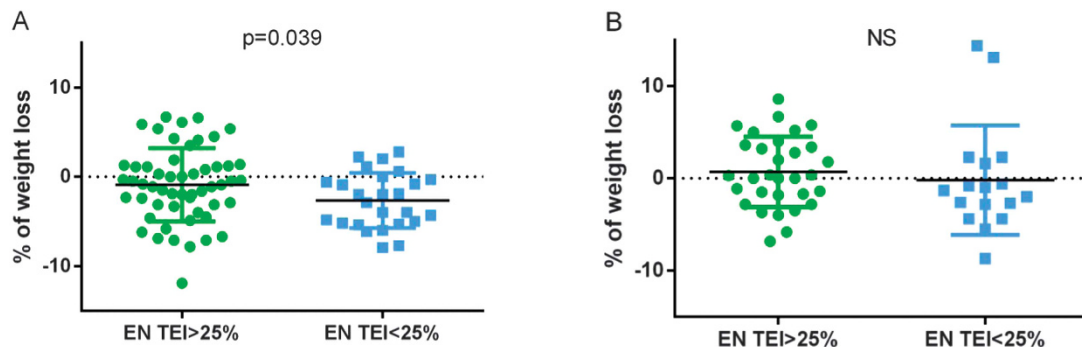 A
p=0.039
% of weight loss
10
0
-10
EN TEI>25%
EN TEI<25%
B
NS
% of weight loss
10
0
-10
EN TEI>25%
EN TEI<25%